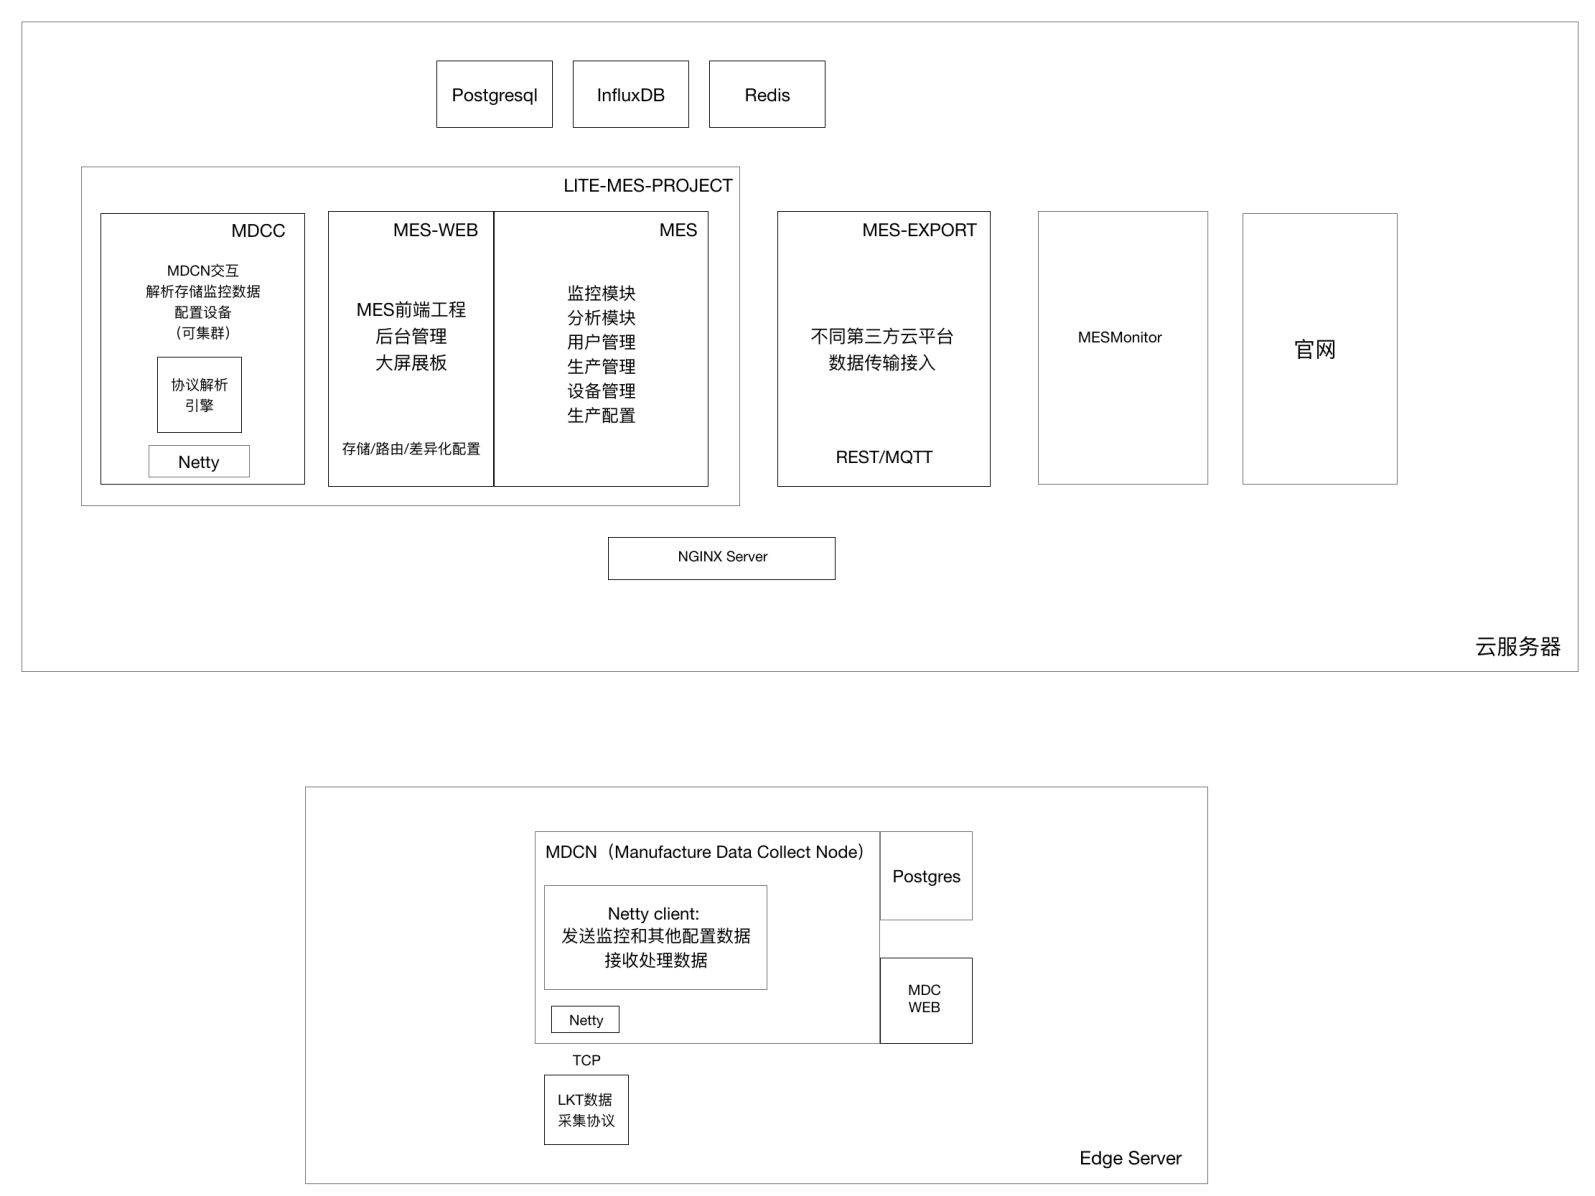 Postgresql
InfluxDB
Redis
LITE-MES-PROJECT
MDCC
MDCN交互
解析存储监控数据
配置设备
(可集群)
协议解析
引擎
Netty
MES-WEB
MES前端工程
后台管理
大屏展板
存储/路由/差异化配置
MES
监控模块
分析模块
用户管理
生产管理
设备管理
生产配置
MES-EXPORT
不同第三方云平台
数据传输接入
REST/MQTT
MESMonitor
官网
NGINX Server
云服务器
MDCN（Manufacture Data Collect Node）
Netty client:
发送监控和其他配置数据
接收处理数据
Netty
Postgres
MDC
WEB
TCP
LKT数据
采集协议
Edge Server